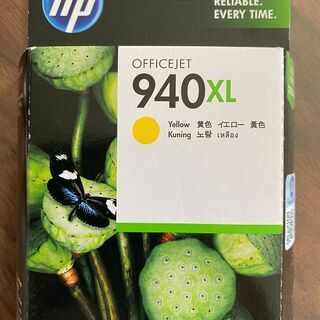 hp
RELIABLE.
EVERY TIME.
OFFICEJET
940XL
Yellow 黄色 イエロー 黃色
Kuning 노랑 เหลือง